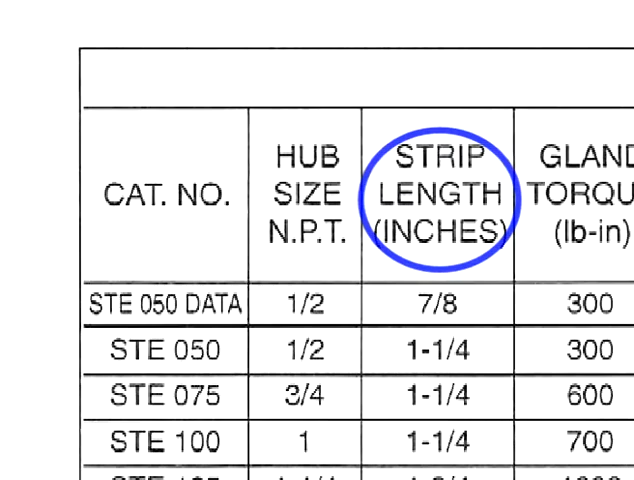 CAT. NO. HUB SIZE N.P.T. STRIP LENGTH (INCHES) GLAND (lb-in)
STE 050 DATA 1/2 7/8 300
STE 050 1/2 1-1/4 300
STE 075 3/4 1-1/4 600
STE 100 1 1-1/4 700